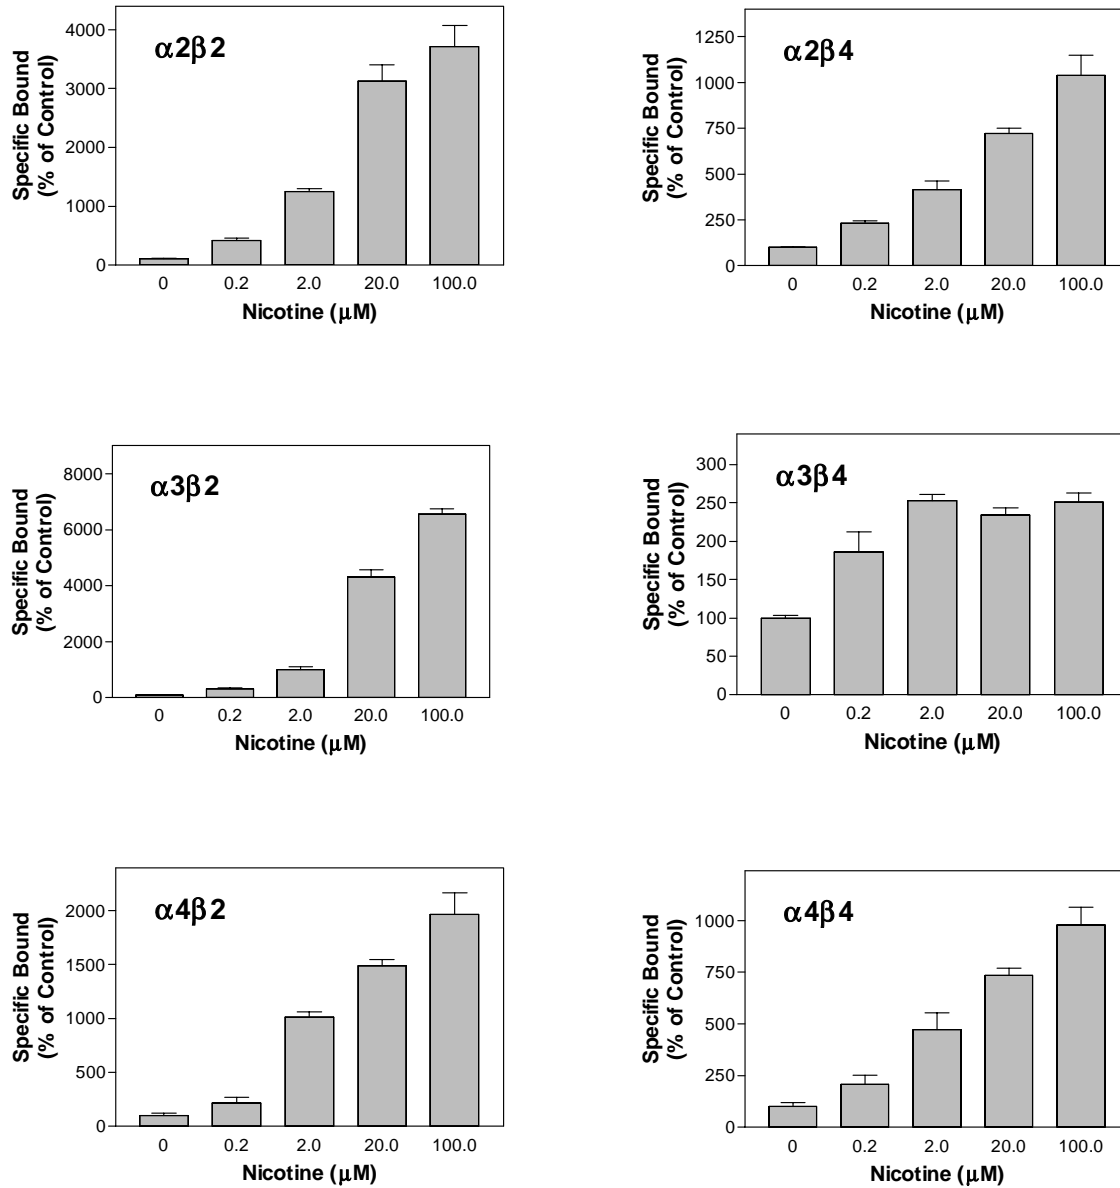 α2β2
Specific Bound
(% of Control)
4000
3000
2000
1000
0
0 0.2 2.0 20.0 100.0
Nicotine (μM)
α2β4
Specific Bound
(% of Control)
1250
1000
750
500
250
0
0 0.2 2.0 20.0 100.0
Nicotine (μM)
α3β2
Specific Bound
(% of Control)
8000
6000
4000
2000
0
0 0.2 2.0 20.0 100.0
Nicotine (μM)
α3β4
Specific Bound
(% of Control)
300
250
200
150
100
50
0
0 0.2 2.0 20.0 100.0
Nicotine (μM)
α4β2
Specific Bound
(% of Control)
2000
1500
1000
500
0
0 0.2 2.0 20.0 100.0
Nicotine (μM)
α4β4
Specific Bound
(% of Control)
1000
750
500
250
0
0 0.2 2.0 20.0 100.0
Nicotine (μM)